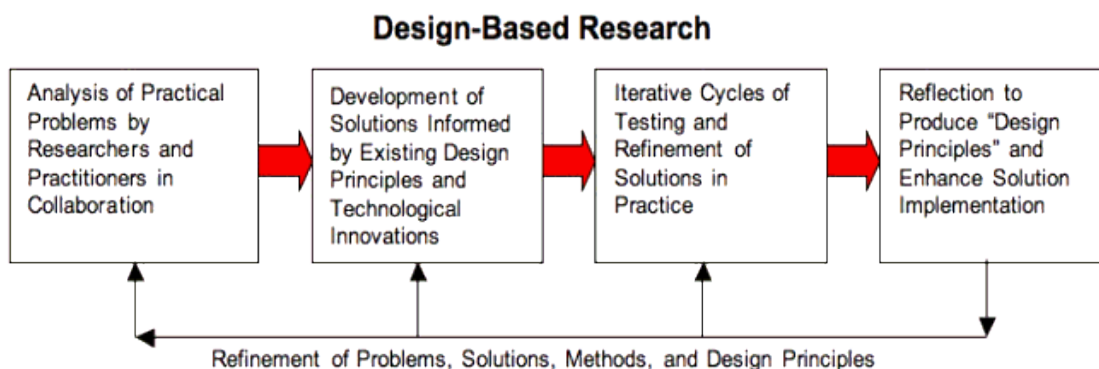 Design-Based Research
Analysis of Practical
Problems by
Researchers and
Practitioners in
Collaboration
Development of
Solutions Informed
by Existing Design
Principles and
Technological
Innovations
Iterative Cycles of
Testing and
Refinement of
Solutions in
Practice
Reflection to
Produce "Design
Principles" and
Enhance Solution
Implementation
Refinement of Problems, Solutions, Methods, and Design Principles